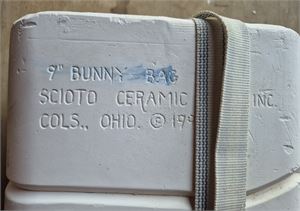 9" BUNNY BAG
SCIOTO CERAMIC INC.
COLS., OHIO. © 19